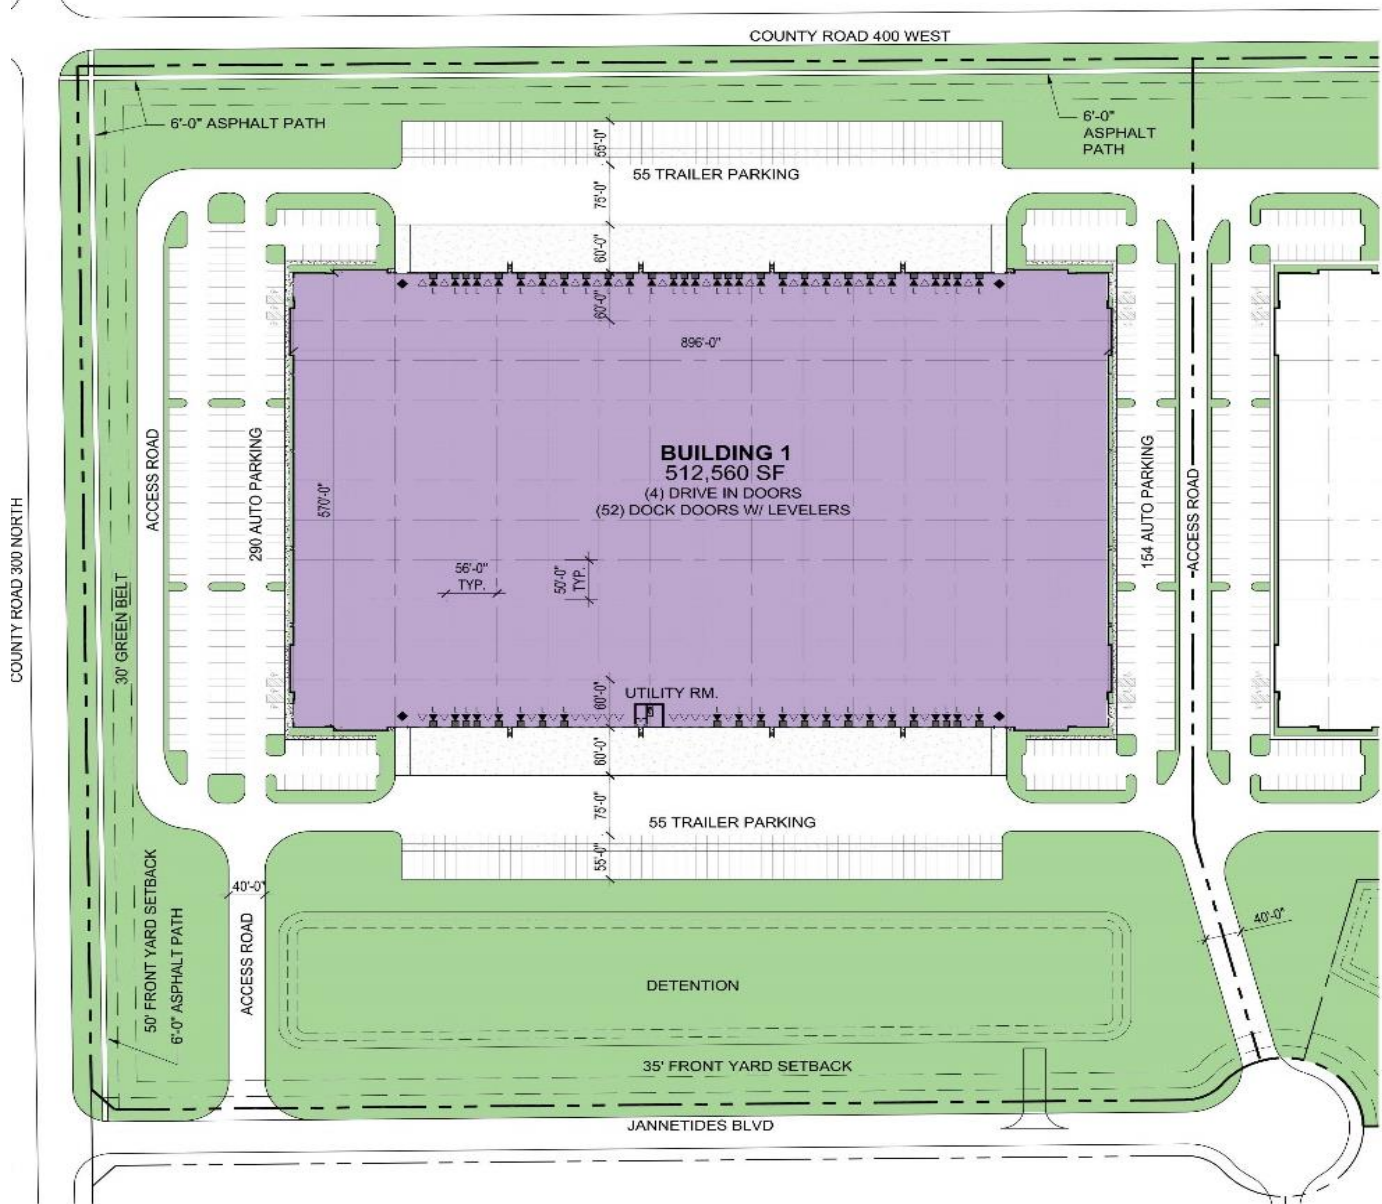 COUNTY ROAD 400 WEST
6'-0" ASPHALT PATH
6'-0"
ASPHALT
PATH
55'-0"
55 TRAILER PARKING
75'-0"
60'-0"
60'-0"
896'-0"
BUILDING 1
512,560 SF
(4) DRIVE IN DOORS
(52) DOCK DOORS W/ LEVELERS
570'-0"
56'-0"
TYP.
50'-0"
TYP.
COUNTY ROAD 300 NORTH
30' GREEN BELT
ACCESS ROAD
290 AUTO PARKING
154 AUTO PARKING
ACCESS ROAD
60'-0"
UTILITY RM.
60'-0"
75'-0"
55 TRAILER PARKING
55'-0"
50' FRONT YARD SETBACK
6'-0" ASPHALT PATH
40'-0"
ACCESS ROAD
40'-0"
DETENTION
35' FRONT YARD SETBACK
JANNETIDES BLVD